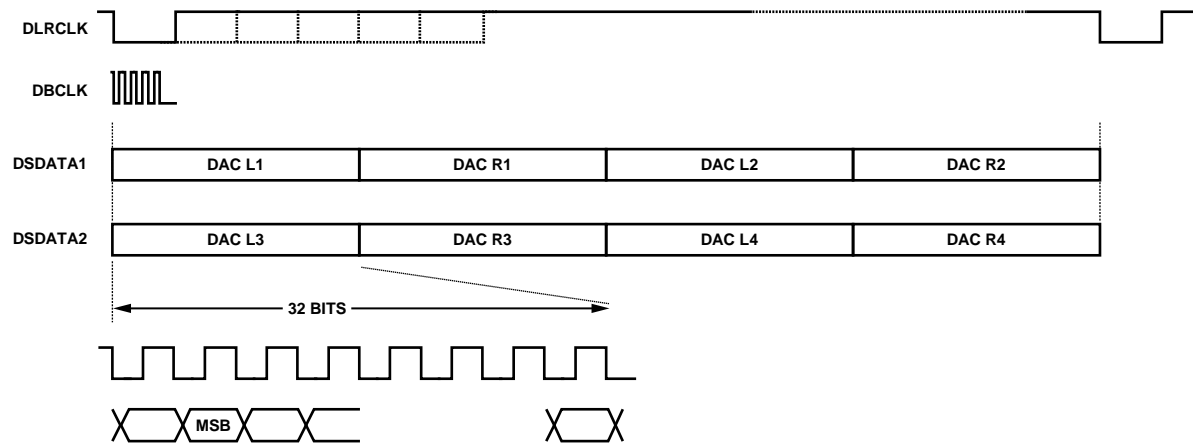 DLRCLK
DBCLK
DSDATA1 DAC L1 DAC R1 DAC L2 DAC R2
DSDATA2 DAC L3 DAC R3 DAC L4 DAC R4
32 BITS
MSB